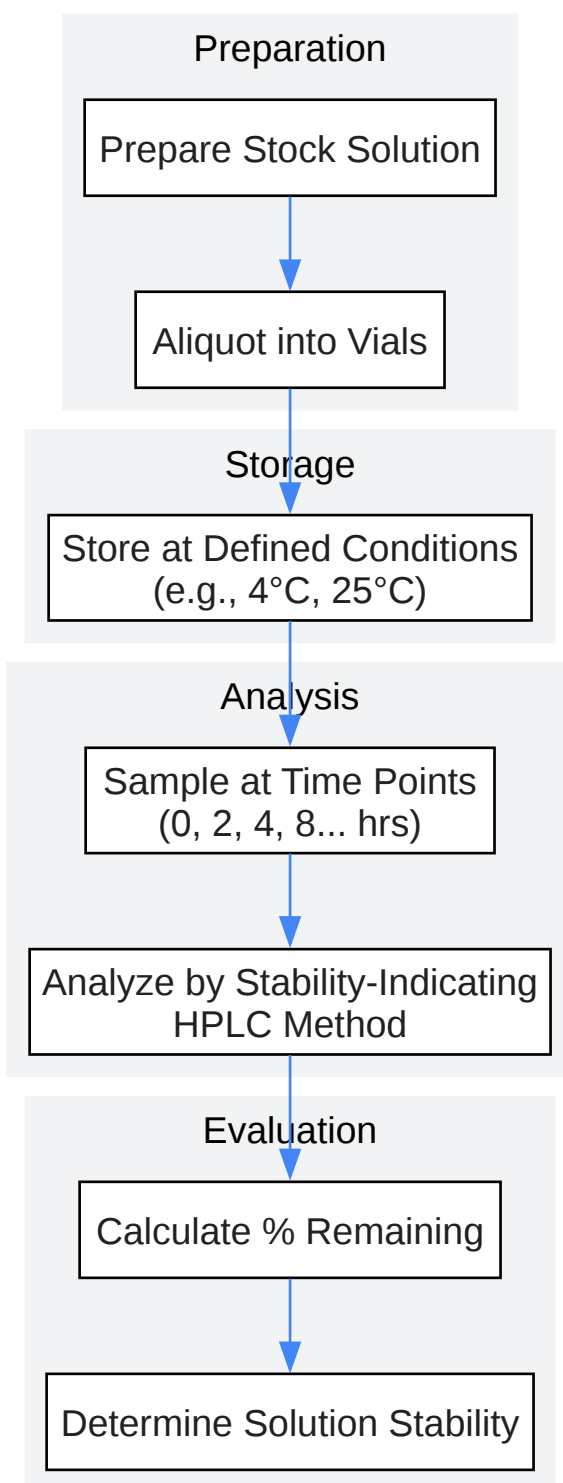 Preparation
Prepare Stock Solution
Aliquot into Vials
Storage
Store at Defined Conditions
(e.g., 4°C, 25°C)
Analysis
Sample at Time Points
(0, 2, 4, 8... hrs)
Analyze by Stability-Indicating
HPLC Method
Evaluation
Calculate % Remaining
Determine Solution Stability